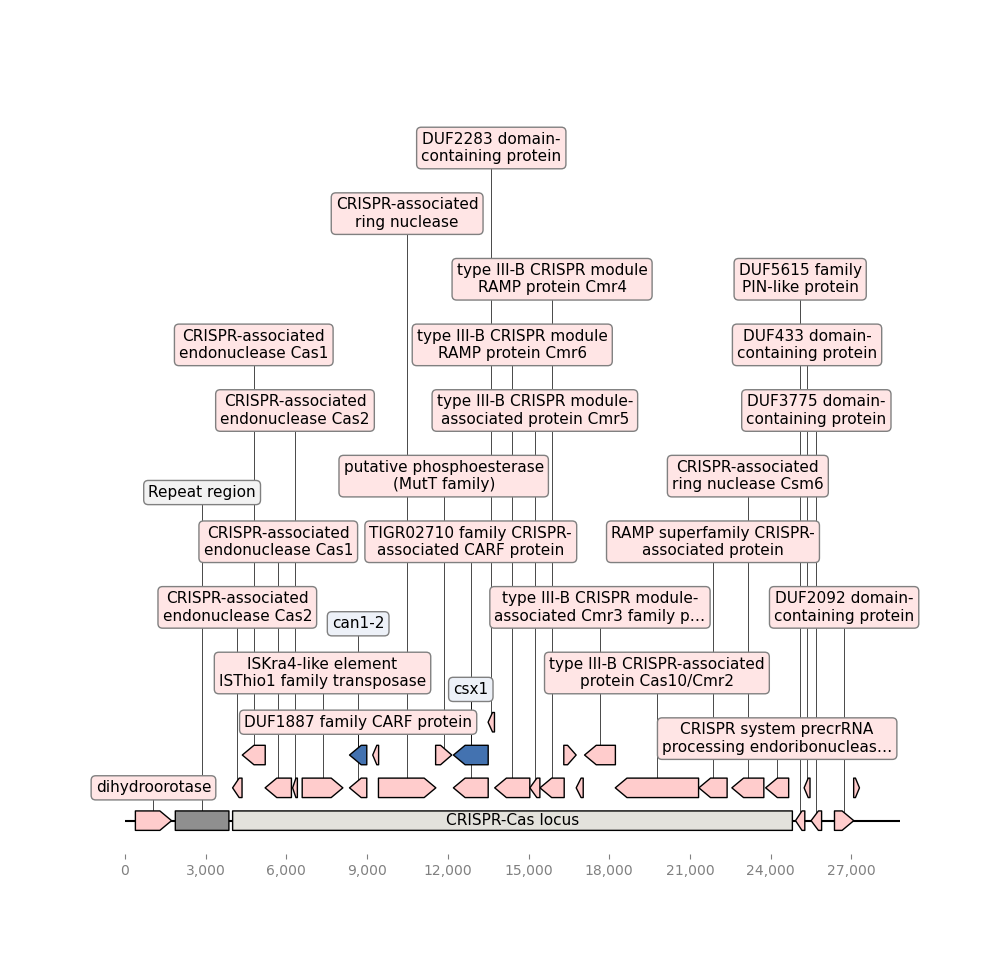 DUF2283 domain-
containing protein
CRISPR-associated
ring nuclease
type III-B CRISPR module
RAMP protein Cmr4
DUF5615 family
PIN-like protein
CRISPR-associated
endonuclease Cas1
type III-B CRISPR module
RAMP protein Cmr6
DUF433 domain-
containing protein
CRISPR-associated
endonuclease Cas2
type III-B CRISPR module-
associated protein Cmr5
DUF3775 domain-
containing protein
putative phosphoesterase
(MutT family)
CRISPR-associated
ring nuclease Csm6
Repeat region
CRISPR-associated
endonuclease Cas1
TIGR02710 family CRISPR-
associated CARF protein
RAMP superfamily CRISPR-
associated protein
CRISPR-associated
endonuclease Cas2
can1-2
type III-B CRISPR module-
associated Cmr3 family p…
DUF2092 domain-
containing protein
ISKra4-like element
ISThio1 family transposase
csx1
type III-B CRISPR-associated
protein Cas10/Cmr2
DUF1887 family CARF protein
CRISPR system precrRNA
processing endoribonucleas…
dihydroorotase
CRISPR-Cas locus
0
3,000
6,000
9,000
12,000
15,000
18,000
21,000
24,000
27,000